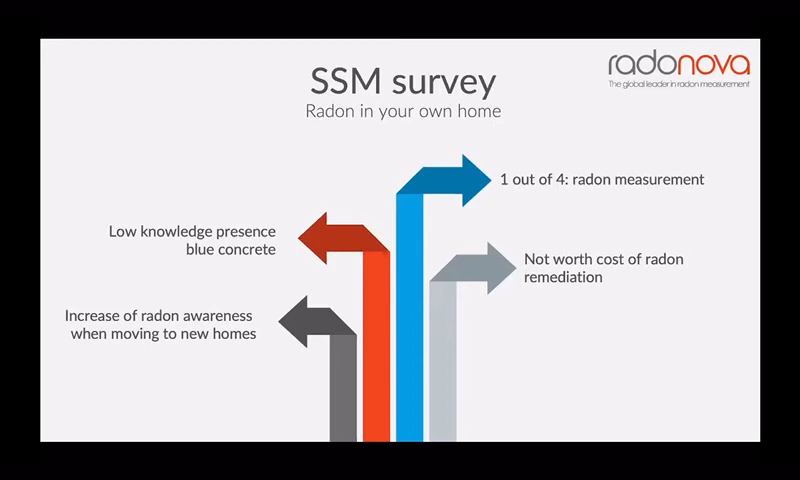 SSM survey
Radon in your own home
radonova
The global leader in radon measurement
1 out of 4: radon measurement
Low knowledge presence
blue concrete
Not worth cost of radon
remediation
Increase of radon awareness
when moving to new homes